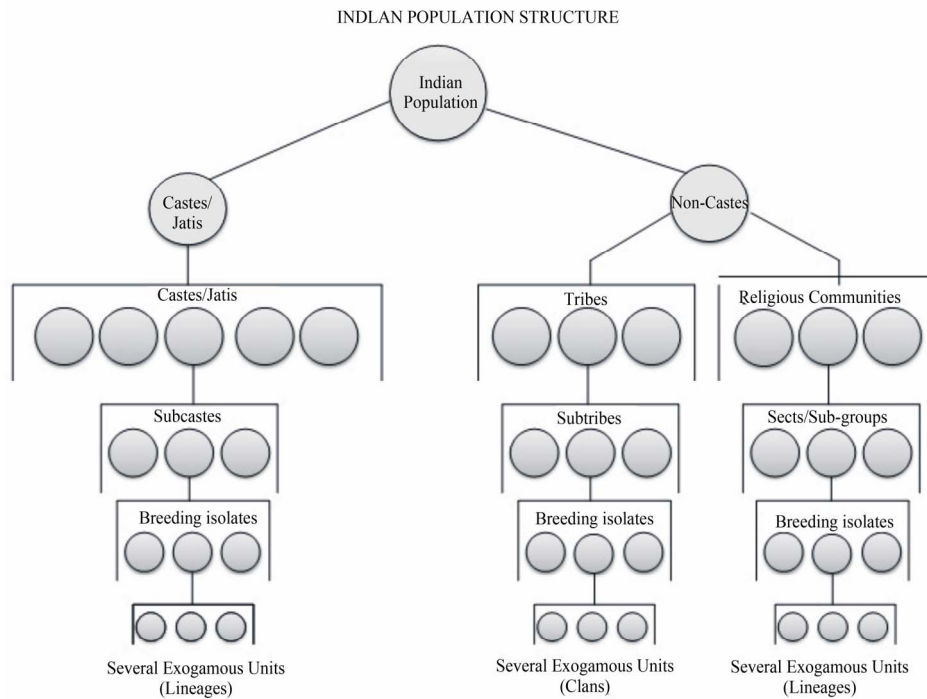 INDLAN POPULATION STRUCTURE
Indian
Population
Castes/
Jatis
Non-Castes
Castes/Jatis
Tribes
Religious Communities
Subcastes
Subtribes
Sects/Sub-groups
Breeding isolates
Breeding isolates
Breeding isolates
Several Exogamous Units
(Lineages)
Several Exogamous Units
(Clans)
Several Exogamous Units
(Lineages)